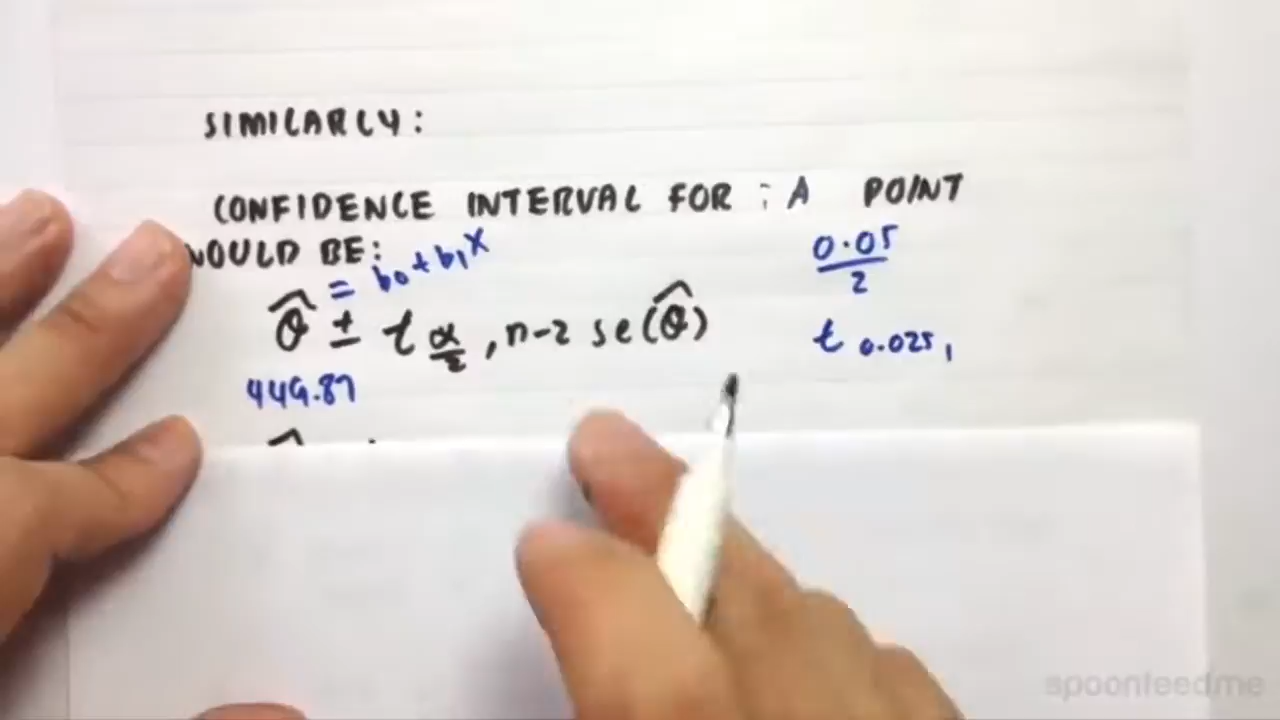 SIMILARLY:
CONFIDENCE INTERVAL FOR : A POINT
WOULD BE:
= b₀ + b₁x
0.05
2
θ̂ ± t α/2 , n-2 se(θ̂)
t 0.025,
449.87
spoonfeedme